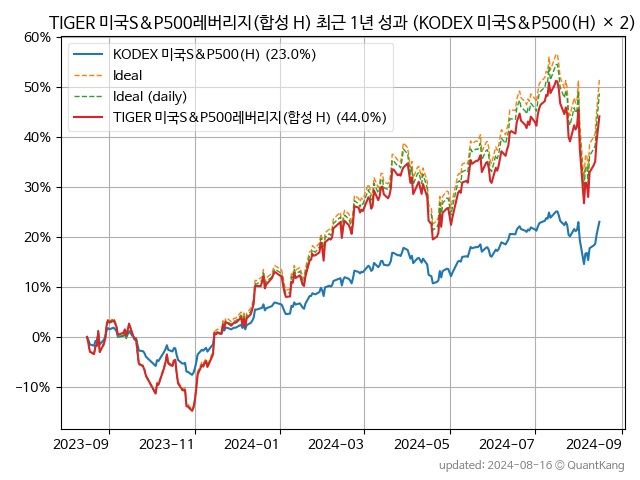 TIGER 미국S&P500레버리지(합성 H) 최근 1년 성과 (KODEX 미국S&P500(H) × 2)
60%
50%
40%
30%
20%
10%
0%
−10%
KODEX 미국S&P500(H) (23.0%)
Ideal
Ideal (daily)
TIGER 미국S&P500레버리지(합성 H) (44.0%)
2023-09 2023-11 2024-01 2024-03 2024-05 2024-07 2024-09
updated: 2024-08-16 © QuantKang